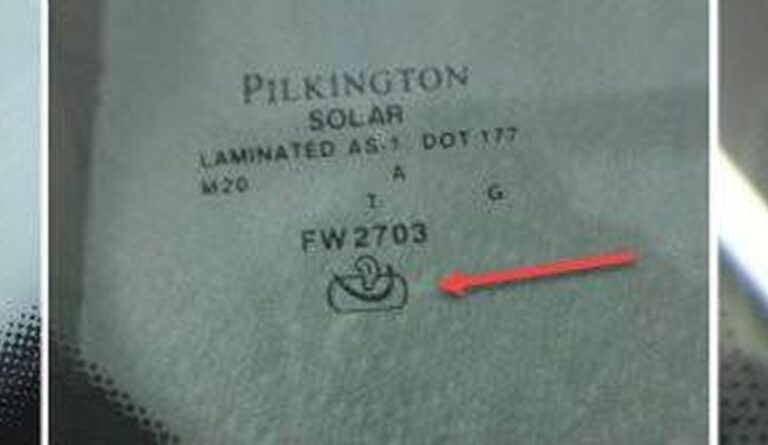 PILKINGTON
SOLAR
LAMINATED AS 1 DOT 177
M20 A
I G
FW2703